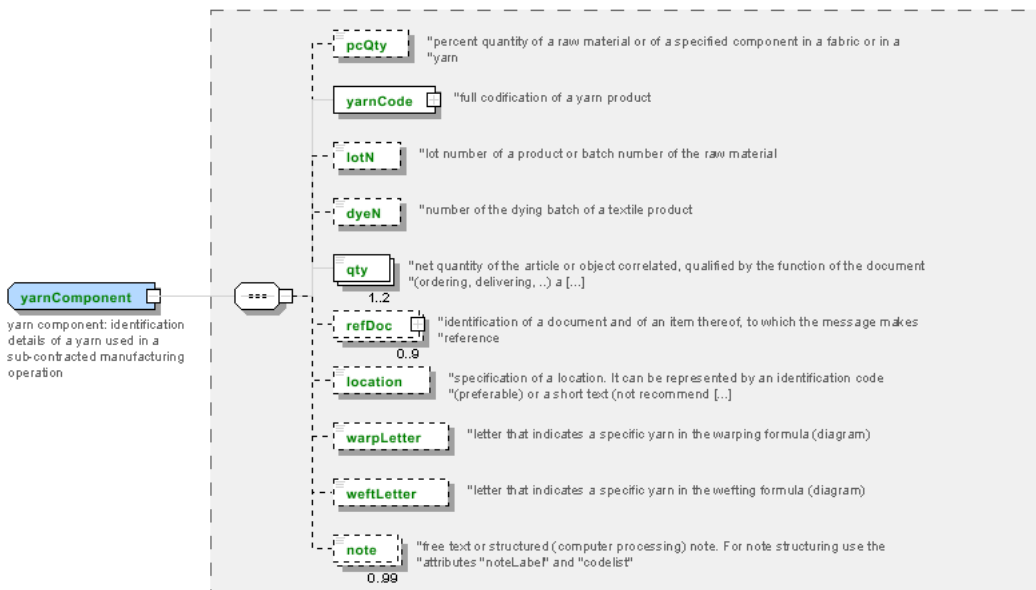 pcQty
"percent quantity of a raw material or of a specified component in a fabric or in a
"yarn
yarnCode
"full codification of a yarn product
lotN
"lot number of a product or batch number of the raw material
dyeN
"number of the dying batch of a textile product
qty
"net quantity of the article or object correlated, qualified by the function of the document
"(ordering, delivering, ..) a [...]
1..2
yarnComponent
yarn component: identification
details of a yarn used in a
sub-contracted manufacturing
operation
refDoc
"identification of a document and of an item thereof, to which the message makes
"reference
0..9
location
"specification of a location. It can be represented by an identification code
"(preferable) or a short text (not recommend [...]
warpLetter
"letter that indicates a specific yarn in the warping formula (diagram)
weftLetter
"letter that indicates a specific yarn in the wefting formula (diagram)
note
"free text or structured (computer processing) note. For note structuring use the
"attributes "noteLabel" and "codelist"
0..99